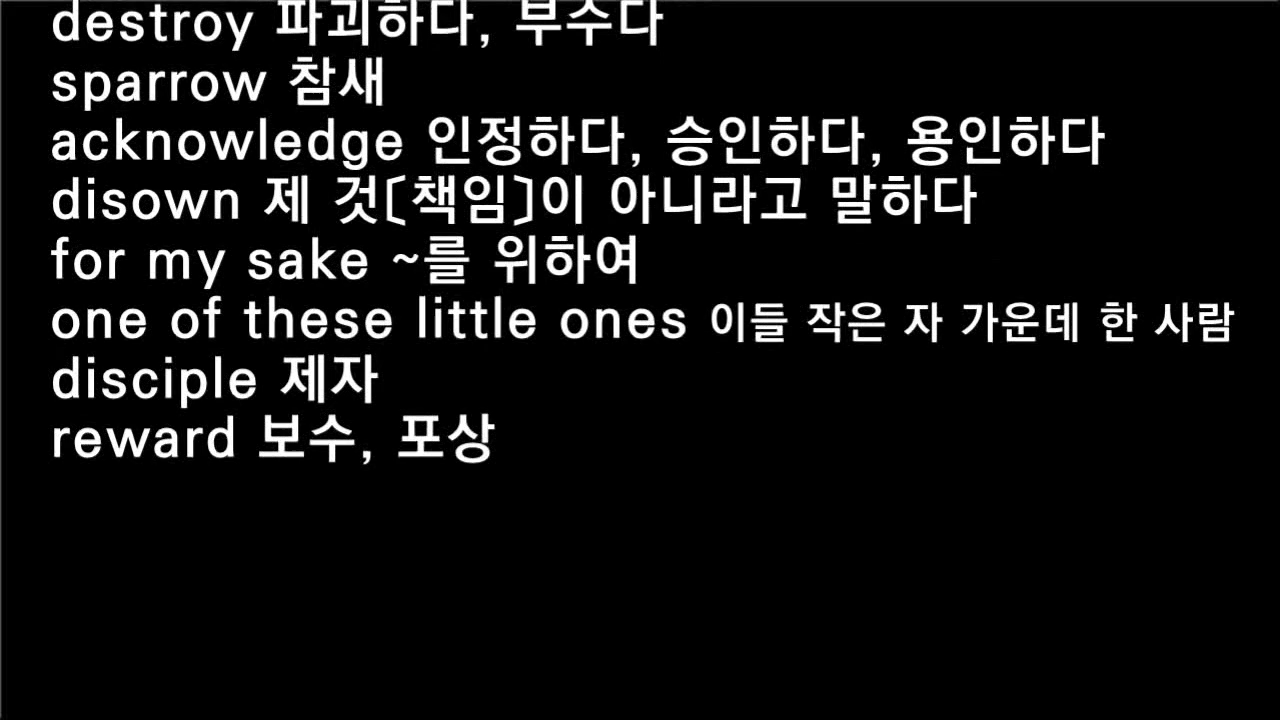 destroy 파괴하다, 부수다
sparrow 참새
acknowledge 인정하다, 승인하다, 용인하다
disown 제 것〔책임〕이 아니라고 말하다
for my sake ~를 위하여
one of these little ones 이들 작은 자 가운데 한 사람
disciple 제자
reward 보수, 포상